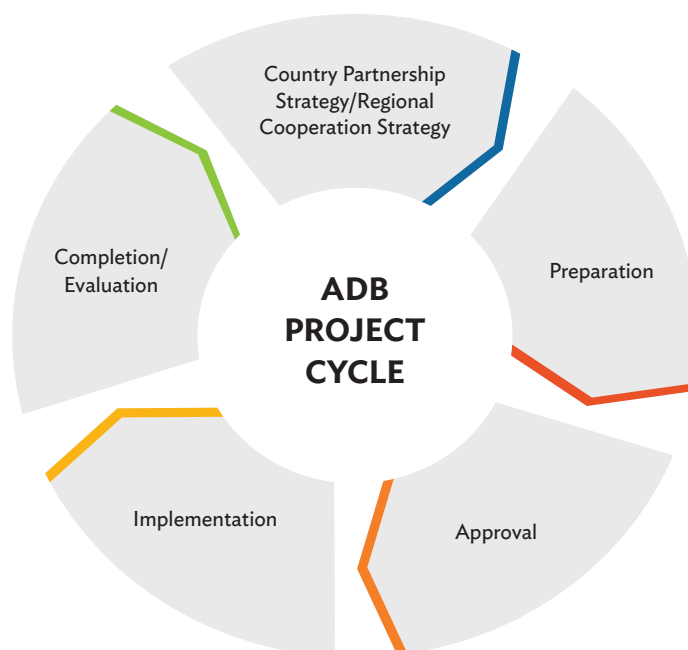 Country Partnership
Strategy/Regional
Cooperation Strategy
Preparation
Approval
Implementation
Completion/
Evaluation
ADB
PROJECT
CYCLE